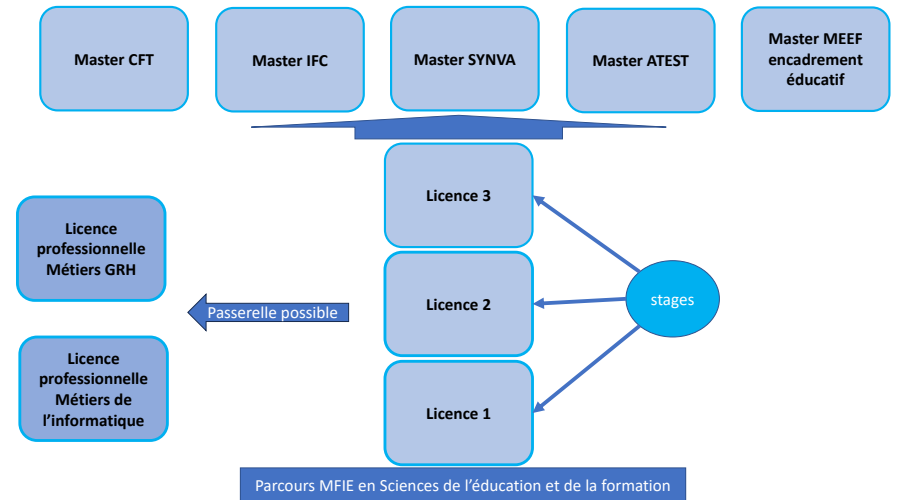 Master CFT
Master IFC
Master SYNVA
Master ATEST
Master MEEF
encadrement
éducatif
Licence 3
Licence
professionnelle
Métiers GRH
Licence 2
stages
Passerelle possible
Licence
professionnelle
Métiers de
l’informatique
Licence 1
Parcours MFIE en Sciences de l’éducation et de la formation